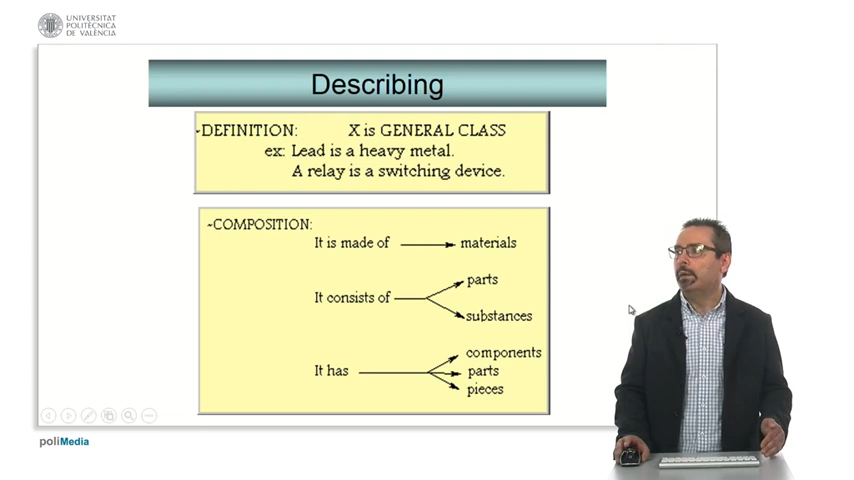 UNIVERSITAT
POLITÈCNICA
DE VALÈNCIA
Describing
~DEFINITION: X is GENERAL CLASS
ex: Lead is a heavy metal.
A relay is a switching device.
~COMPOSITION:
It is made of materials
It consists of parts
substances
It has components
parts
pieces
poliMedia